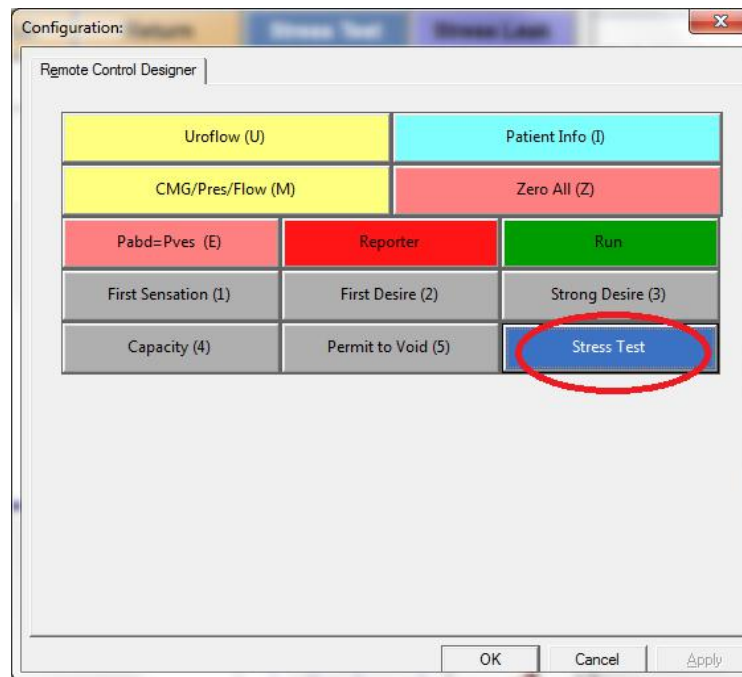 Configuration:
Remote Control Designer
Uroflow (U)
Patient Info (I)
CMG/Pres/Flow (M)
Zero All (Z)
Pabd=Pves (E)
Reporter
Run
First Sensation (1)
First Desire (2)
Strong Desire (3)
Capacity (4)
Permit to Void (5)
Stress Test
OK
Cancel
Apply